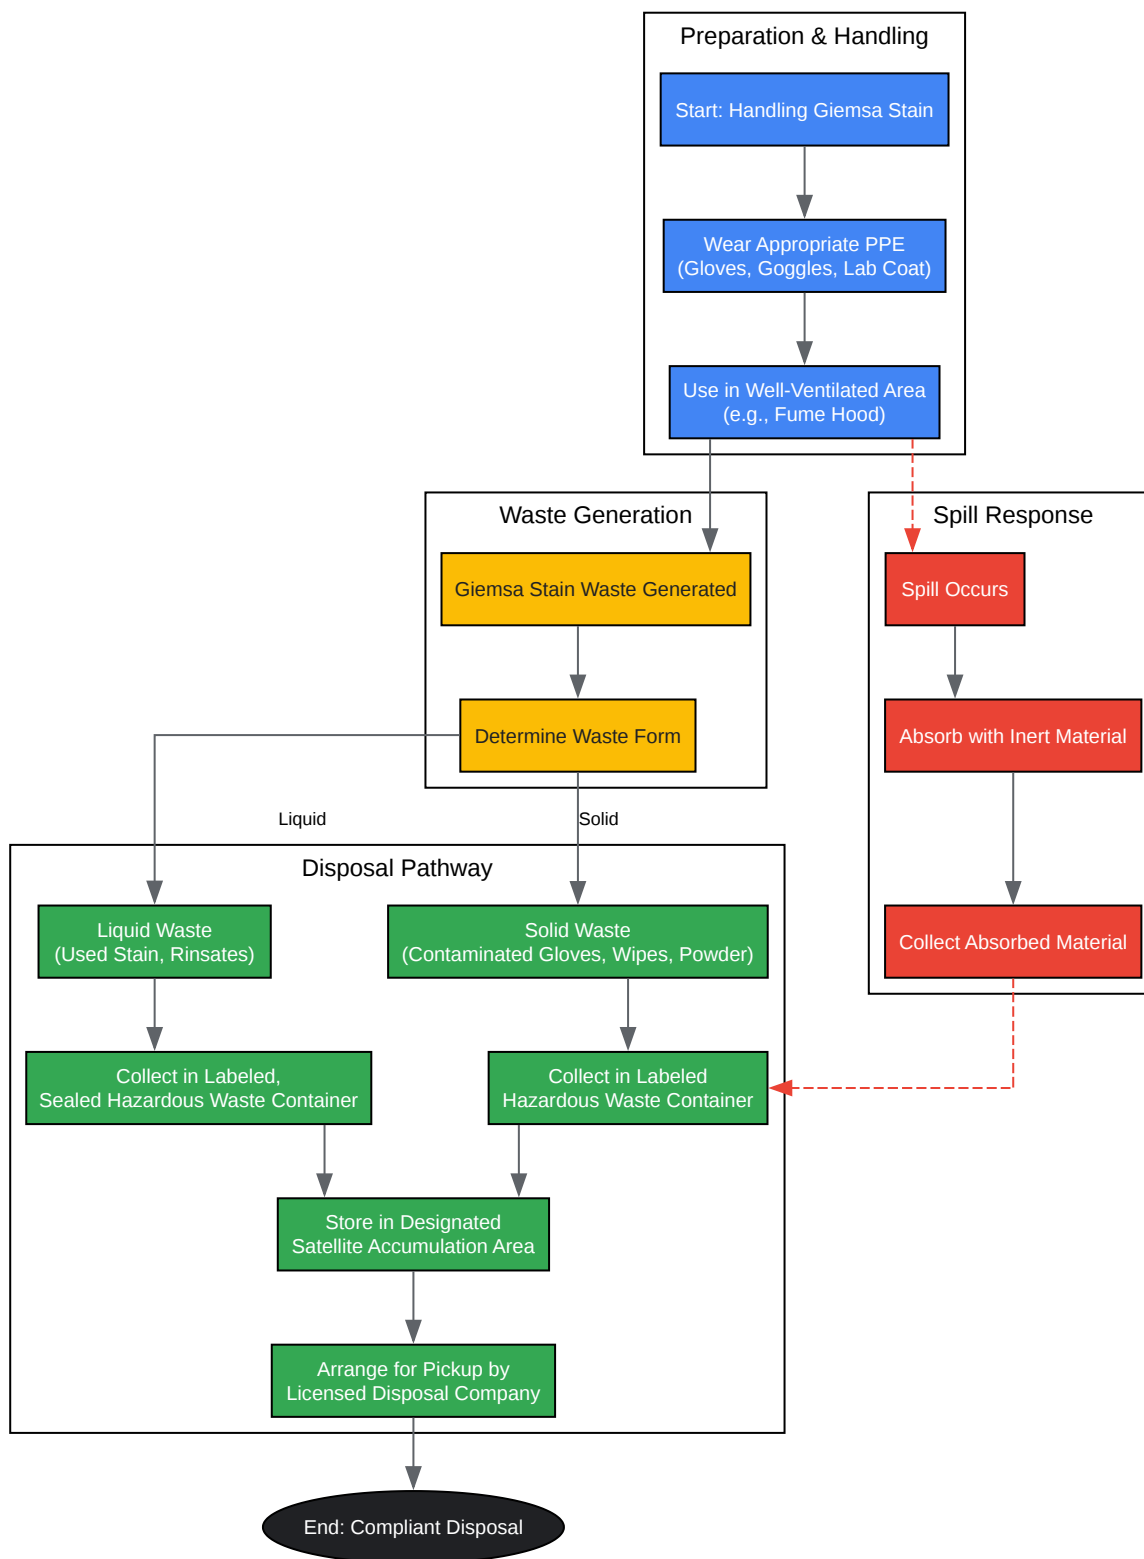 Preparation & Handling
Start: Handling Giemsa Stain
Wear Appropriate PPE
(Gloves, Goggles, Lab Coat)
Use in Well-Ventilated Area
(e.g., Fume Hood)
Waste Generation
Giemsa Stain Waste Generated
Determine Waste Form
Spill Response
Spill Occurs
Absorb with Inert Material
Collect Absorbed Material
Liquid
Solid
Disposal Pathway
Liquid Waste
(Used Stain, Rinsates)
Solid Waste
(Contaminated Gloves, Wipes, Powder)
Collect in Labeled,
Sealed Hazardous Waste Container
Collect in Labeled
Hazardous Waste Container
Store in Designated
Satellite Accumulation Area
Arrange for Pickup by
Licensed Disposal Company
End: Compliant Disposal